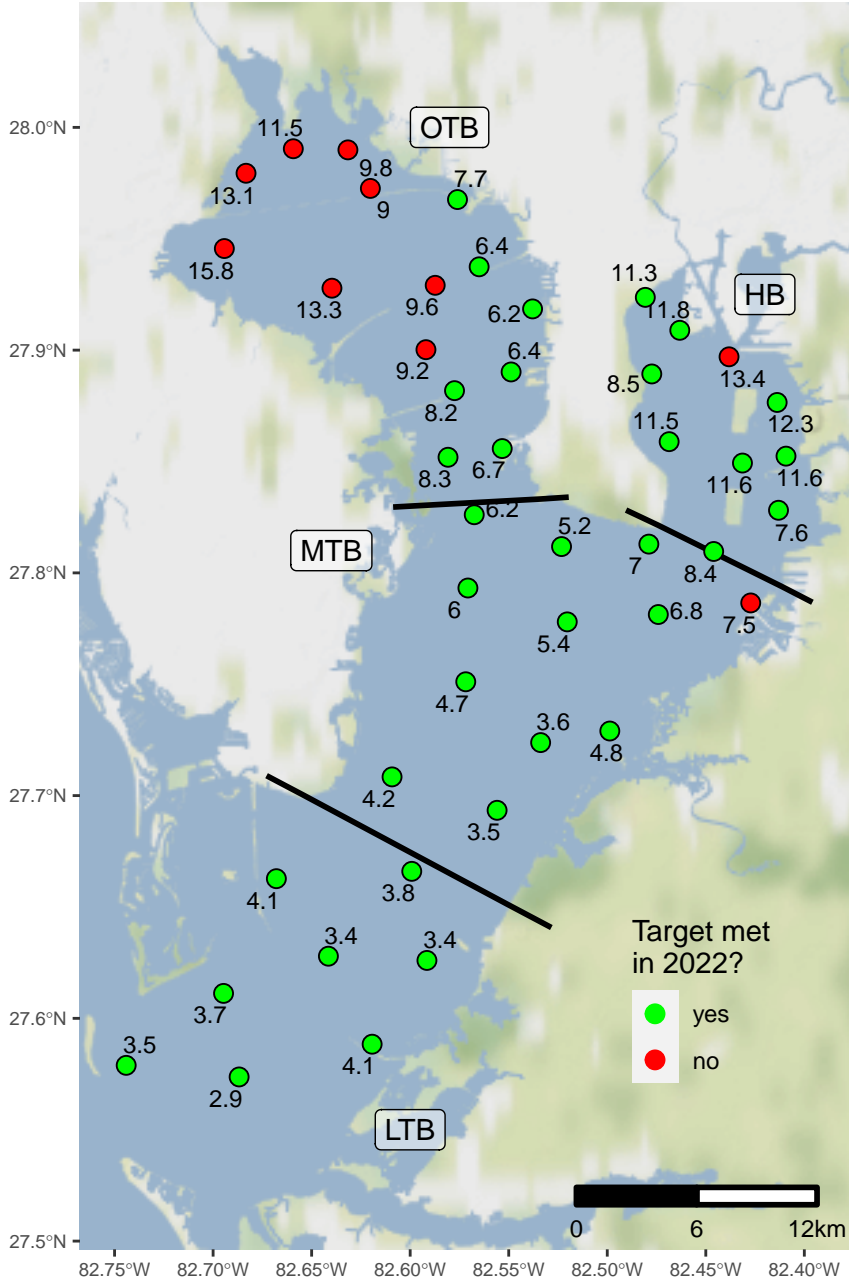 28.0°N
27.9°N
27.8°N
27.7°N
27.6°N
27.5°N
OTB
11.5
9.8
13.1
9
7.7
15.8
6.4
HB
11.3
13.3
9.6
6.2
11.8
9.2
6.4
13.4
8.2
8.5
12.3
11.5
8.3
6.7
11.6
11.6
6.2
7.6
MTB
5.2
7
8.4
6
5.4
6.8
7.5
4.7
3.6
4.8
4.2
3.5
3.8
4.1
3.4
3.4
Target met
in 2022?
yes
no
3.7
3.5
4.1
2.9
LTB
0 6 12km
82.75°W 82.70°W 82.65°W 82.60°W 82.55°W 82.50°W 82.45°W 82.40°W